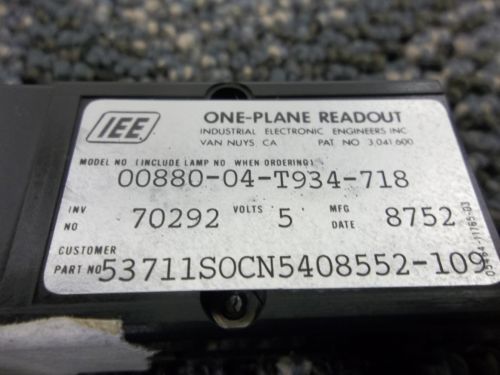 IEE
ONE-PLANE READOUT
INDUSTRIAL ELECTRONIC ENGINEERS INC
VAN NUYS CA PAT NO 3,041,600
MODEL NO (INCLUDE LAMP NO WHEN ORDERING)
00880-04-T934-718
INV NO 70292 VOLTS 5 MFG DATE 8752
CUSTOMER
PART NO 53711SOCN5408552-109